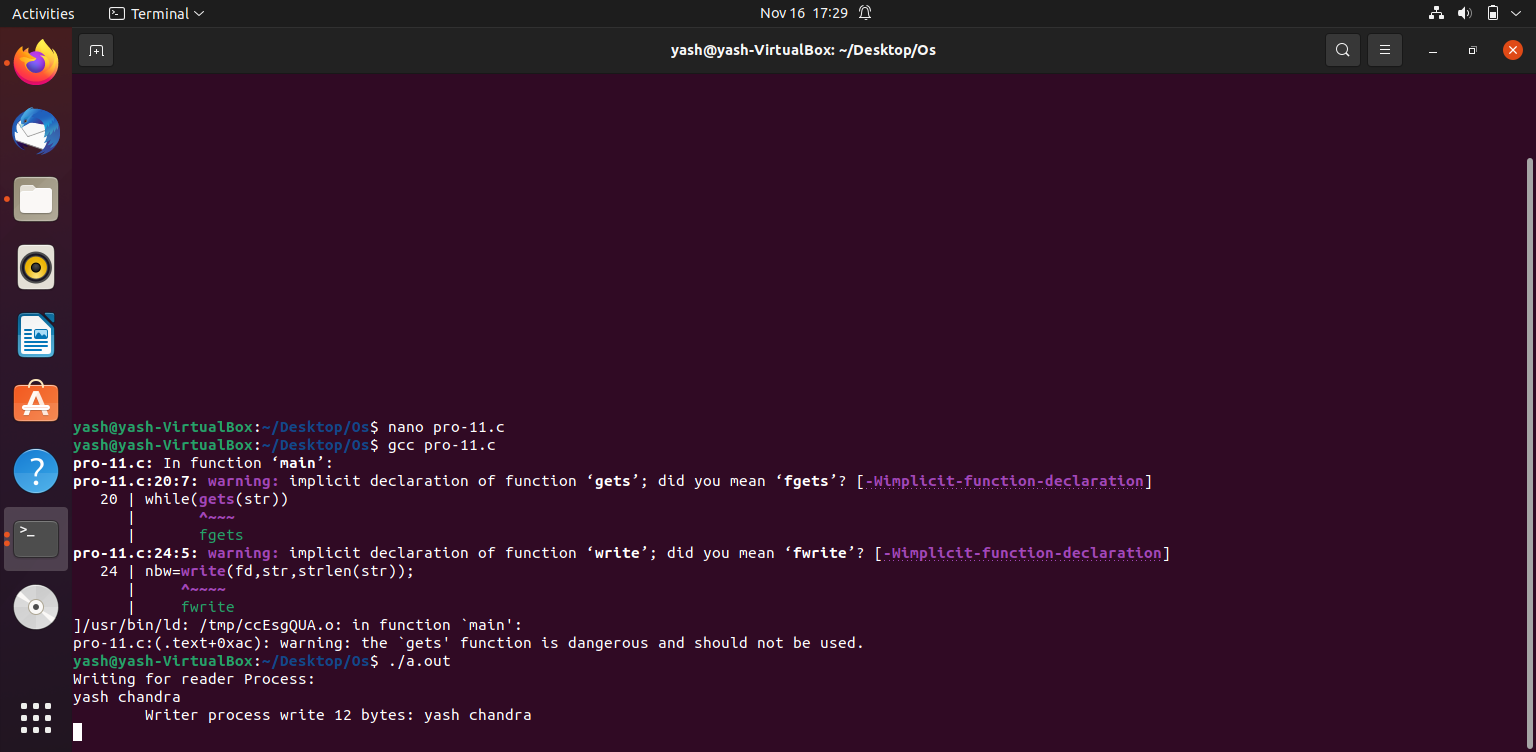 Activities
Terminal
Nov 16 17:29
yash@yash-VirtualBox: ~/Desktop/Os
yash@yash-VirtualBox:~/Desktop/Os$ nano pro-11.c
yash@yash-VirtualBox:~/Desktop/Os$ gcc pro-11.c
pro-11.c: In function ‘main’:
pro-11.c:20:7: warning: implicit declaration of function ‘gets’; did you mean ‘fgets’? [-Wimplicit-function-declaration]
   20 | while(gets(str))
      |       ^~~~
      |       fgets
pro-11.c:24:5: warning: implicit declaration of function ‘write’; did you mean ‘fwrite’? [-Wimplicit-function-declaration]
   24 | nbw=write(fd,str,strlen(str));
      |     ^~~~~
      |     fwrite
]/usr/bin/ld: /tmp/ccEsgQUA.o: in function `main':
pro-11.c:(.text+0xac): warning: the `gets' function is dangerous and should not be used.
yash@yash-VirtualBox:~/Desktop/Os$ ./a.out
Writing for reader Process:
yash chandra
        Writer process write 12 bytes: yash chandra